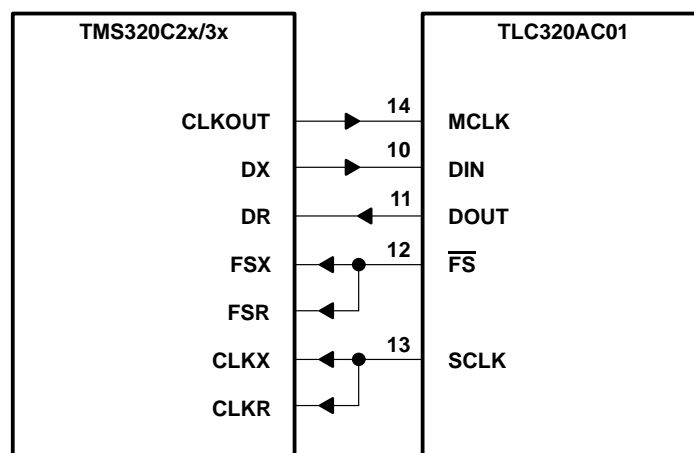 TMS320C2x/3x TLC320AC01
CLKOUT 14 MCLK
DX 10 DIN
DR 11 DOUT
FSX 12 F̅S̅
FSR
CLKX 13 SCLK
CLKR